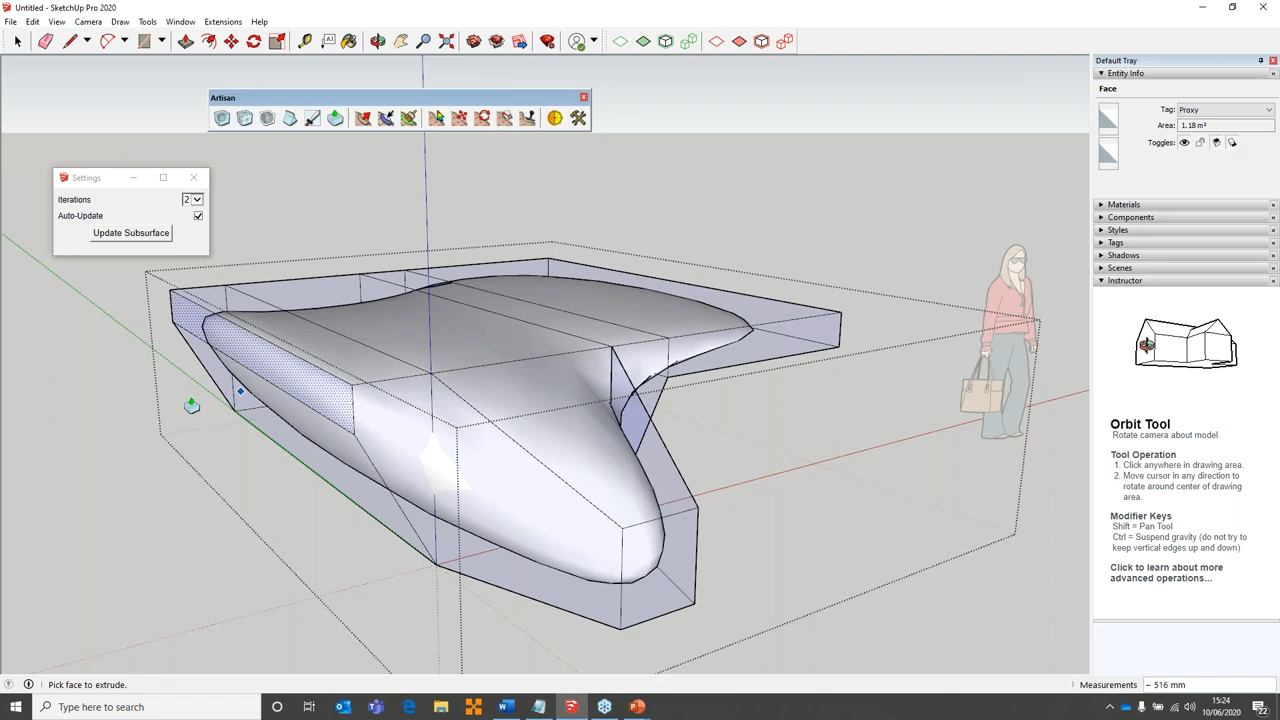 Untitled - SketchUp Pro 2020
File Edit View Camera Draw Tools Window Extensions Help
Default Tray
Entity Info
Face
Tag: Proxy
Area: 1.18 m²
Toggles:
Artisan
Settings
Iterations 2
Auto-Update
Update Subsurface
Materials
Components
Styles
Tags
Shadows
Scenes
Instructor
Orbit Tool
Rotate camera about model.
Tool Operation
1. Click anywhere in drawing area.
2. Move cursor in any direction to
rotate around center of drawing
area.
Modifier Keys
Shift = Pan Tool
Ctrl = Suspend gravity (do not try to
keep vertical edges up and down)
Click to learn about more
advanced operations...
Pick face to extrude.
Measurements ~ 516 mm
Type here to search
15:24
10/06/2020
22